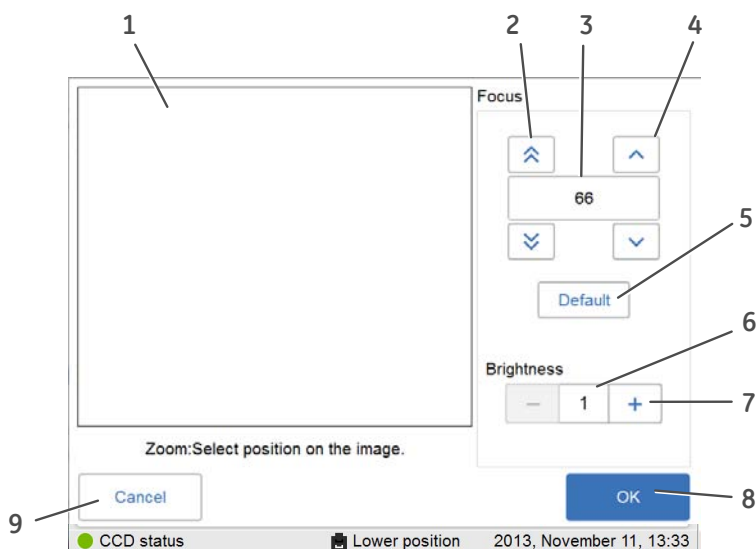 1
2
3
4
Focus
66
5
Default
6
Brightness
− 1 +
7
Zoom:Select position on the image.
Cancel
OK
8
9
CCD status
Lower position
2013, November 11, 13:33